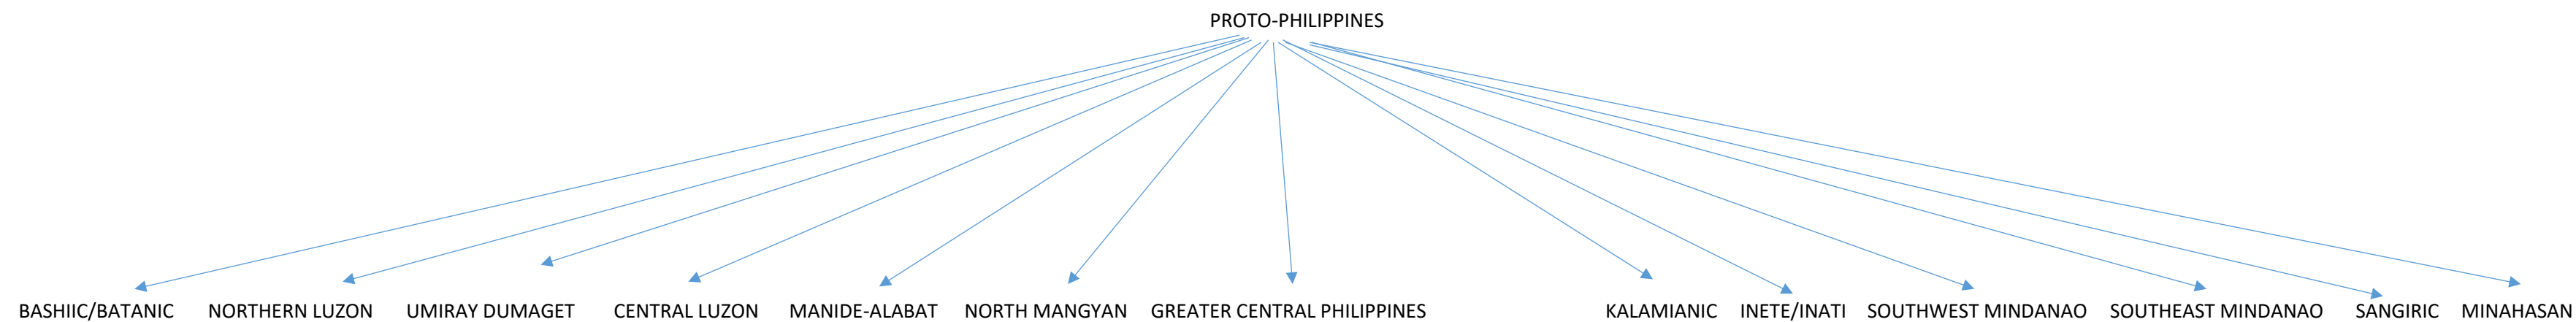 PROTO-PHILIPPINES
BASHIIC/BATANIC NORTHERN LUZON UMIRAY DUMAGET CENTRAL LUZON MANIDE-ALABAT NORTH MANGYAN GREATER CENTRAL PHILIPPINES KALAMIANIC INETE/INATI SOUTHWEST MINDANAO SOUTHEAST MINDANAO SANGIRIC MINAHASAN